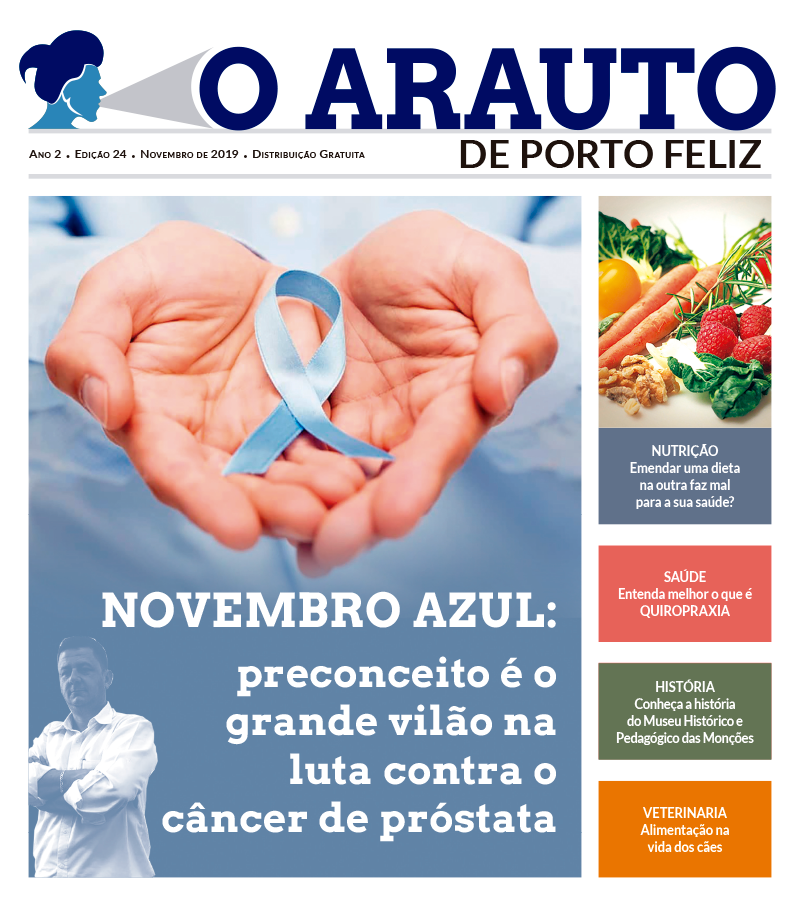 O ARAUTO
DE PORTO FELIZ
Ano 2 • Edição 24 • Novembro de 2019 • Distribuição Gratuita
NOVEMBRO AZUL:
preconceito é o
grande vilão na
luta contra o
câncer de próstata
NUTRIÇÃO
Emendar uma dieta
na outra faz mal
para a sua saúde?
SAÚDE
Entenda melhor o que é
QUIROPRAXIA
HISTÓRIA
Conheça a história
do Museu Histórico e
Pedagógico das Monções
VETERINARIA
Alimentação na
vida dos cães